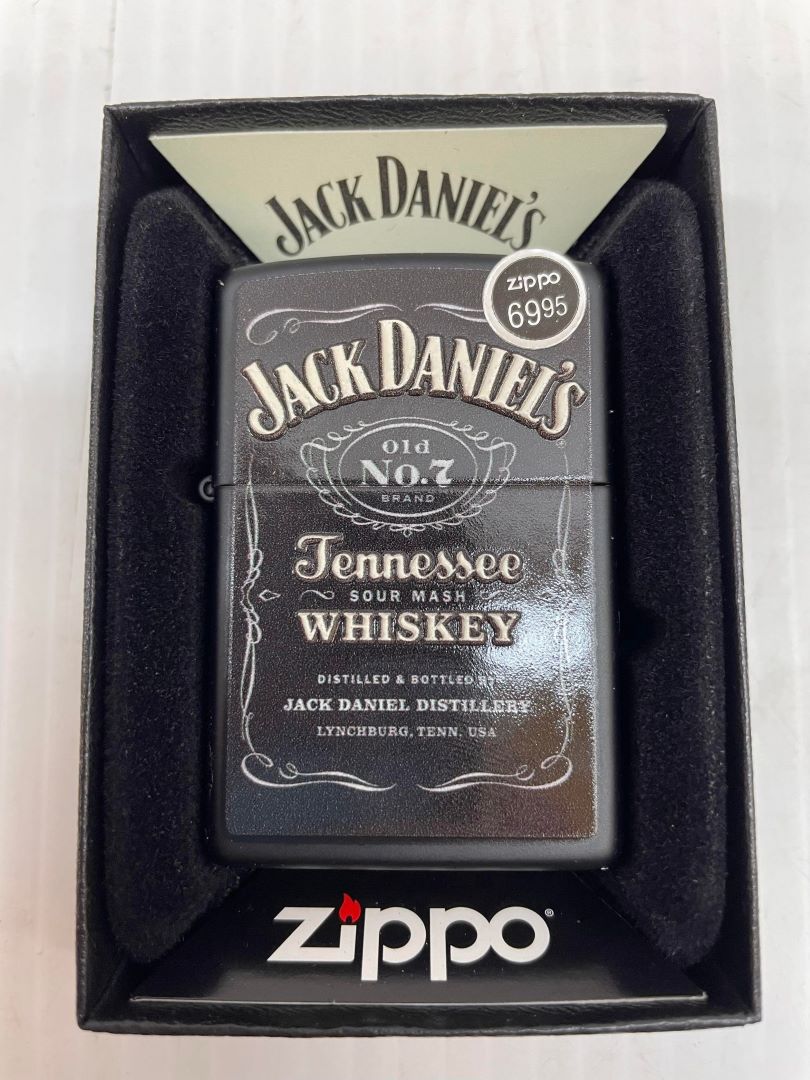 JACK DANIEL'S
zippo
6995
JACK DANIEL'S
Old
No.7
BRAND
Tennessee
SOUR MASH
WHISKEY
DISTILLED & BOTTLED BY
JACK DANIEL DISTILLERY
LYNCHBURG, TENN. USA
zippo®